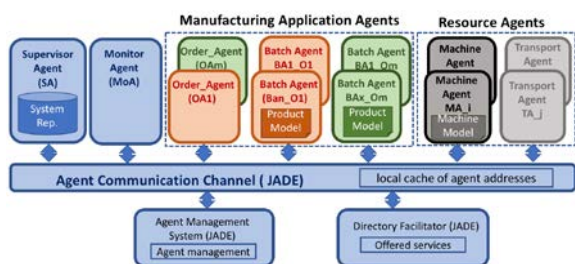 Manufacturing Application Agents
Resource Agents
Supervisor
Agent
(SA)
System
Rep.
Monitor
Agent
(MoA)
Order_Agent
(OAm)
Order_Agent
(OA1)
Batch Agent
BA1_O1
Batch Agent
(Ban_O1)
Product
Model
Batch Agent
BA1_Om
Batch Agent
BAx_Om
Product
Model
Machine
Agent
Machine
Agent
MA_i
Machine
Model
Transport
Agent
Transport
Agent
TA_j
Agent Communication Channel ( JADE)
local cache of agent addresses
Agent Management
System (JADE)
Agent management
Directory Facilitator (JADE)
Offered services